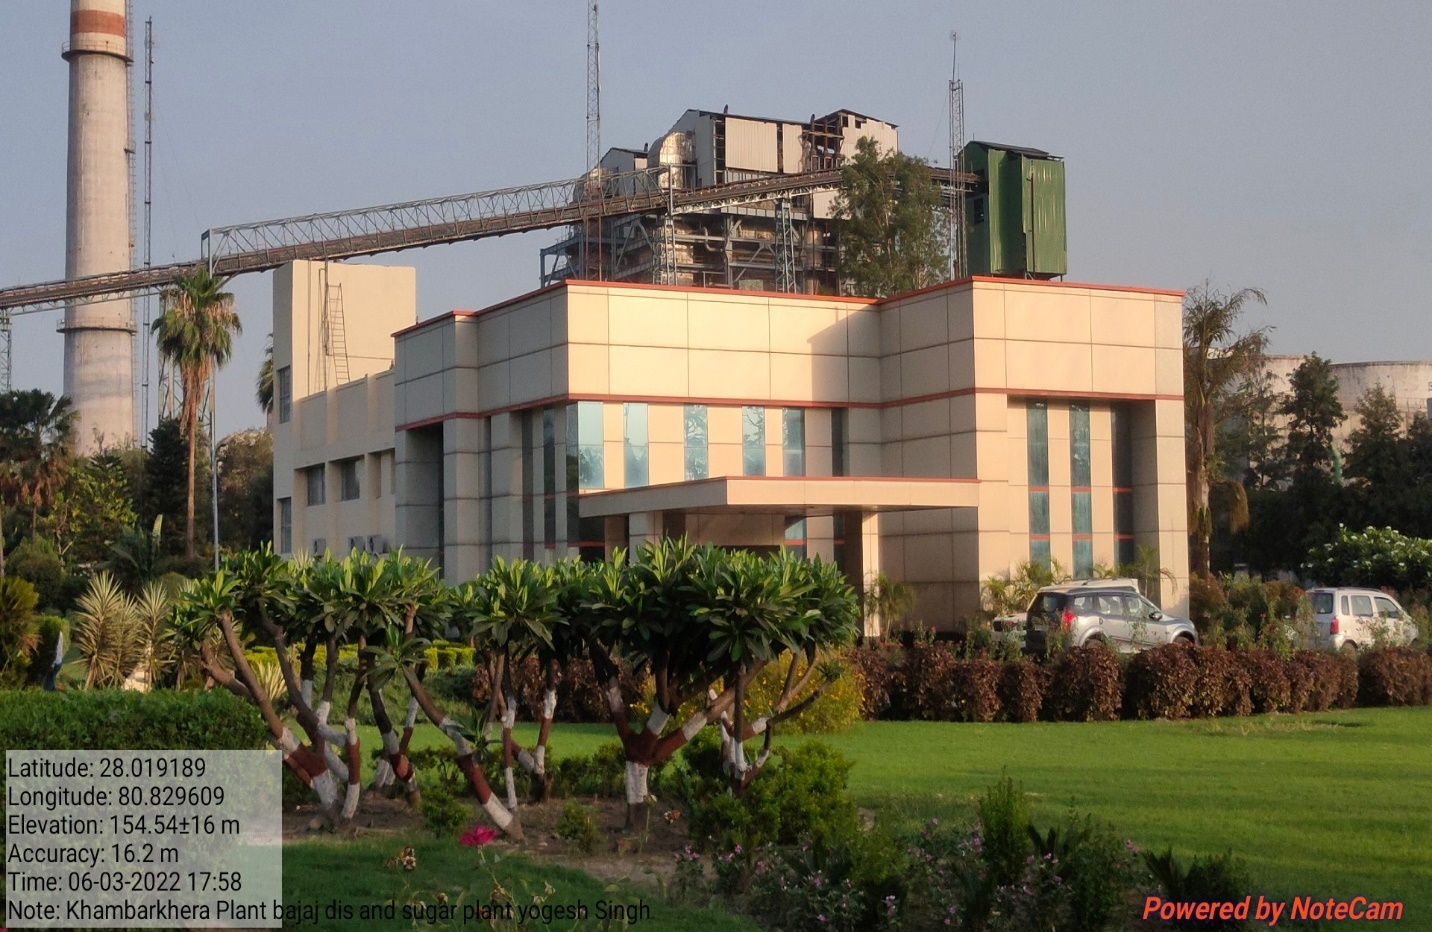 Latitude: 28.019189
Longitude: 80.829609
Elevation: 154.54±16 m
Accuracy: 16.2 m
Time: 06-03-2022 17:58
Note: Khambarkhera Plant bajaj dis and sugar plant yogesh Singh
Powered by NoteCam